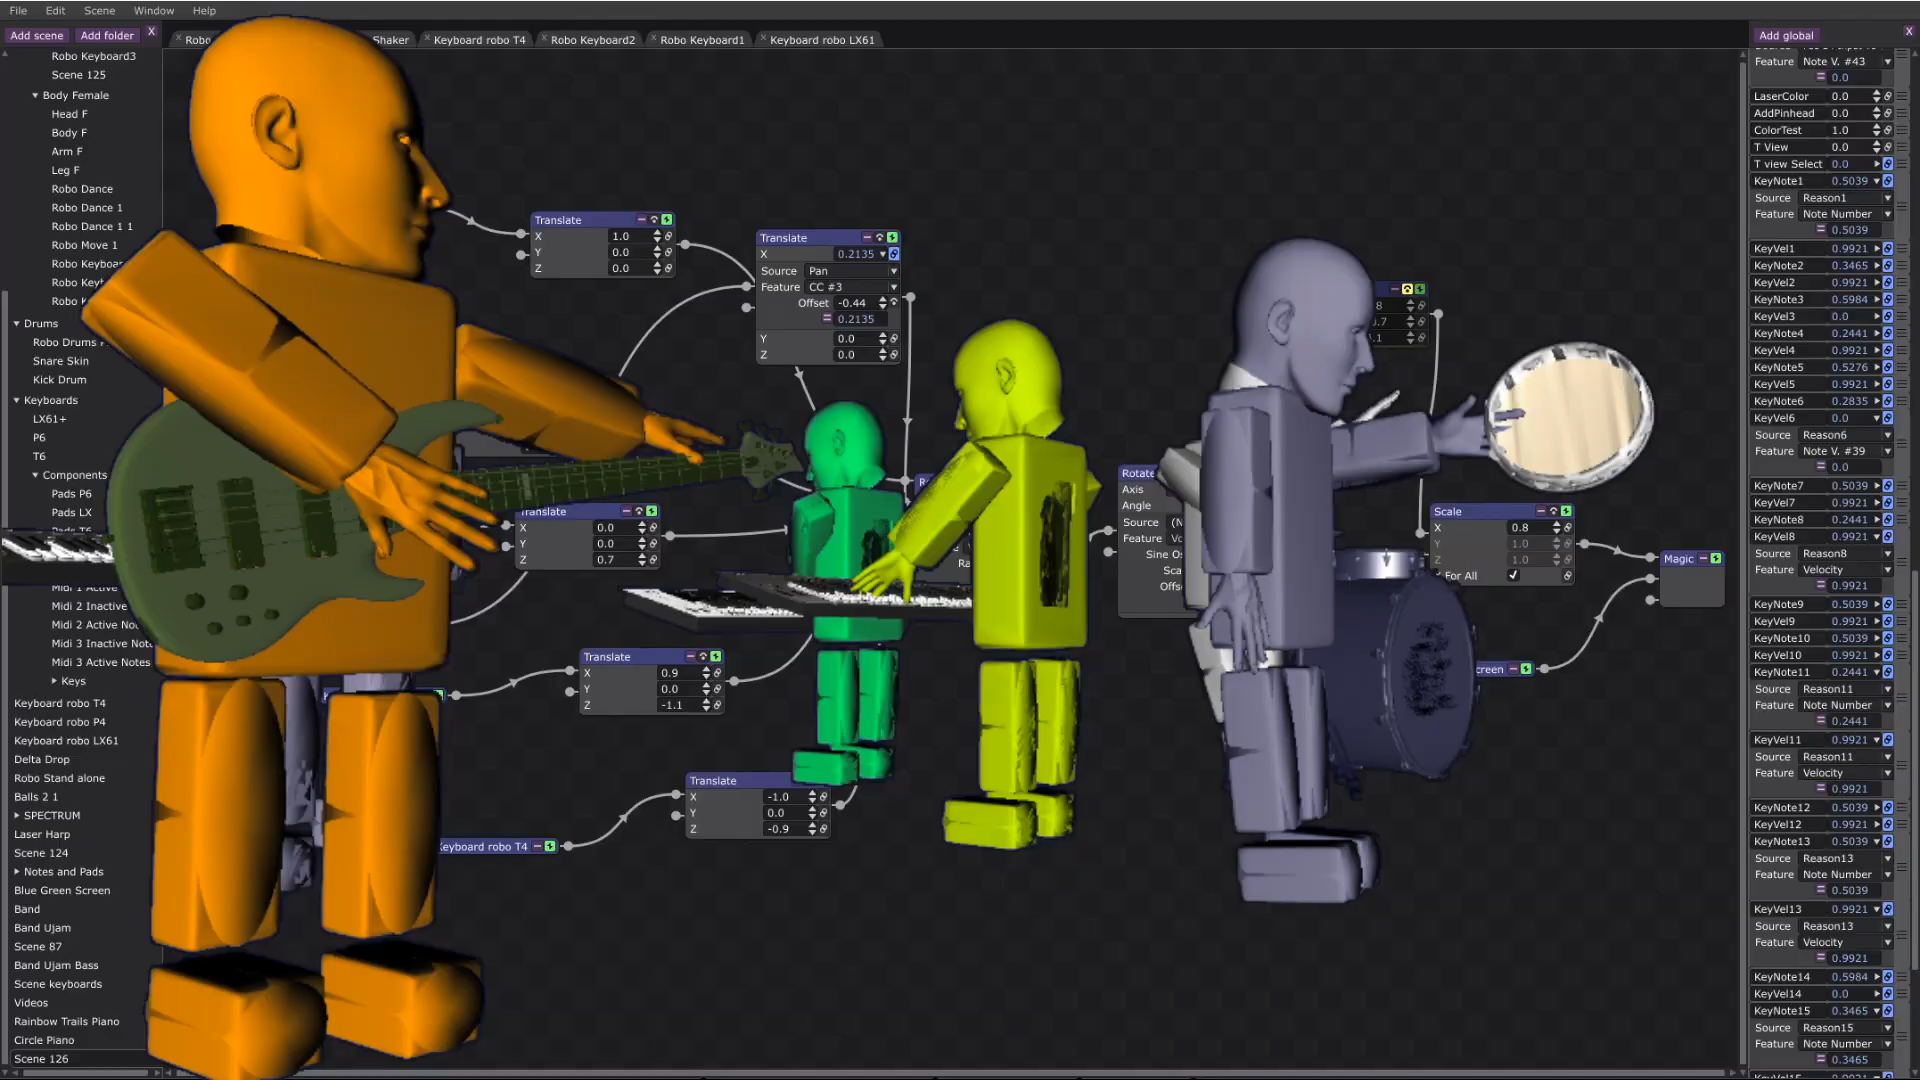 File Edit Scene Window Help
Add scene Add folder X
Robo Keyboard3
Scene 125
Body Female
Head F
Body F
Arm F
Leg F
Robo Dance
Robo Dance 1
Robo Dance 1 1
Robo Move 1
Drums
Robo Drums
Snare Skin
Kick Drum
Keyboards
LX61+
P6
T6
Components
Pads P6
Pads LX
Pads T6
Midi 1 Active
Midi 2 Inactive
Midi 2 Active
Midi 3 Inactive
Midi 3 Active Notes
Keys
Keyboard robo T4
Keyboard robo P4
Keyboard robo LX61
Delta Drop
Robo Stand alone
Balls 2 1
SPECTRUM
Laser Harp
Scene 124
Notes and Pads
Blue Green Screen
Band
Band Ujam
Scene 87
Band Ujam Bass
Scene keyboards
Videos
Rainbow Trails Piano
Circle Piano
Scene 126
Robo
Shaker
Keyboard robo T4
Robo Keyboard2
Robo Keyboard1
Keyboard robo LX61
Translate
X 1.0
Y 0.0
Z 0.0
Translate
X 0.2135
Source Pan
Feature CC #3
Offset -0.44
= 0.2135
Y 0.0
Z 0.0
Translate
X 0.0
Y 0.0
Z 0.7
Translate
X 0.9
Y 0.0
Z -1.1
Translate
X -1.0
Y 0.0
Z -0.9
Keyboard robo T4
Rotate
Axis
Angle
Source
Feature
Scale
X 0.8
Y 1.0
Z 1.0
For All
Magic
Add global X
Feature Note V. #43
= 0.0
LaserColor 0.0
AddPinhead 0.0
ColorTest 1.0
T View 0.0
T view Select 0.0
KeyNote1 0.5039
Source Reason1
Feature Note Number
= 0.5039
KeyVel1 0.9921
KeyNote2 0.3465
KeyVel2 0.9921
KeyNote3 0.5984
KeyVel3 0.0
KeyNote4 0.2441
KeyVel4 0.9921
KeyNote5 0.5276
KeyVel5 0.9921
KeyNote6 0.2835
KeyVel6 0.0
Source Reason6
Feature Note V. #39
= 0.0
KeyNote7 0.5039
KeyVel7 0.9921
KeyNote8 0.2441
KeyVel8 0.9921
Source Reason8
Feature Velocity
= 0.9921
KeyNote9 0.5039
KeyVel9 0.9921
KeyNote10 0.5039
KeyVel10 0.9921
KeyNote11 0.2441
Source Reason11
Feature Note Number
= 0.2441
KeyVel11 0.9921
Source Reason11
Feature Velocity
= 0.9921
KeyNote12 0.5039
KeyVel12 0.9921
KeyNote13 0.5039
Source Reason13
Feature Note Number
= 0.5039
KeyVel13 0.9921
Source Reason13
Feature Velocity
= 0.9921
KeyNote14 0.5984
KeyVel14 0.0
KeyNote15 0.3465
Source Reason15
Feature Note Number
= 0.3465